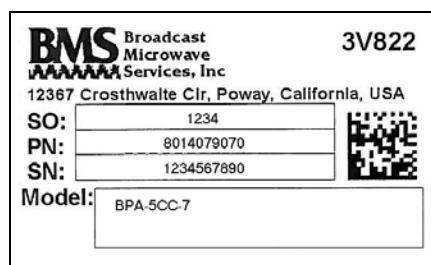 BMS Broadcast Microwave Services, Inc
3V822
12367 Crosthwaite Clr, Poway, California, USA
SO: 1234
PN: 8014079070
SN: 1234567890
Model: BPA-5CC-7